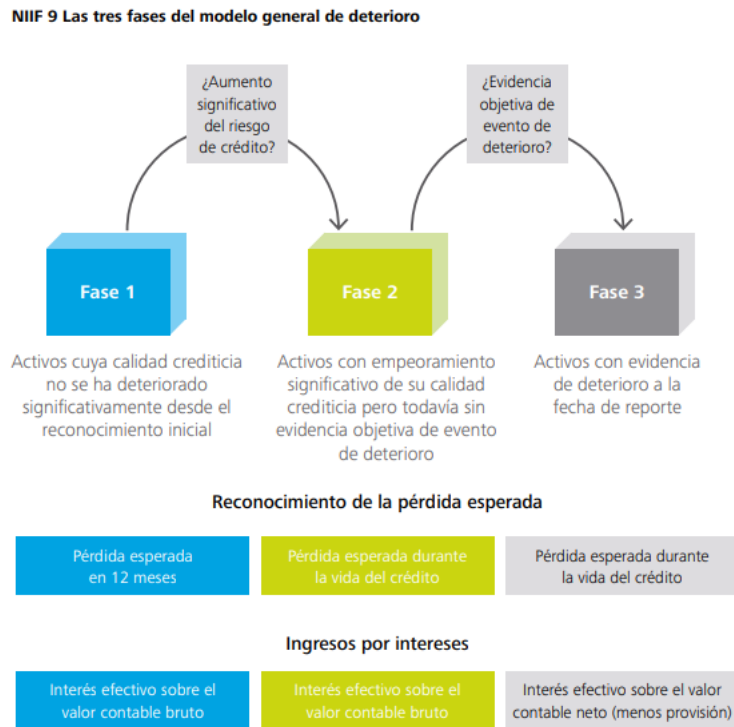 NIIF 9 Las tres fases del modelo general de deterioro
¿Aumento
significativo
del riesgo
de crédito?
¿Evidencia
objetiva de
evento de
deterioro?
Fase 1
Fase 2
Fase 3
Activos cuya calidad crediticia
no se ha deteriorado
significativamente desde el
reconocimiento inicial
Activos con empeoramiento
significativo de su calidad
crediticia pero todavía sin
evidencia objetiva de evento
de deterioro
Activos con evidencia
de deterioro a la
fecha de reporte
Reconocimiento de la pérdida esperada
Pérdida esperada
en 12 meses
Pérdida esperada durante
la vida del crédito
Pérdida esperada durante
la vida del crédito
Ingresos por intereses
Interés efectivo sobre el
valor contable bruto
Interés efectivo sobre el
valor contable bruto
Interés efectivo sobre el valor
contable neto (menos provisión)